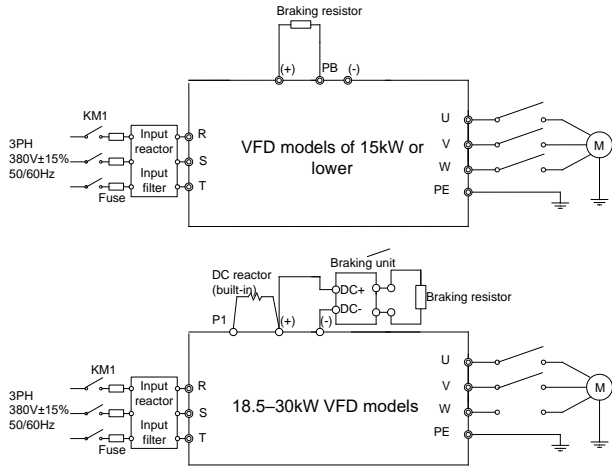 Braking resistor
(+) PB (-)
KM1
3PH
380V±15%
50/60Hz
Fuse
Input
reactor
Input
filter
R
S
T
VFD models of 15kW or
lower
U
V
W
PE
M
DC reactor
(built-in)
P1 (+) (-)
Braking unit
DC+
DC-
Braking resistor
KM1
3PH
380V±15%
50/60Hz
Fuse
Input
reactor
Input
filter
R
S
T
18.5–30kW VFD models
U
V
W
PE
M